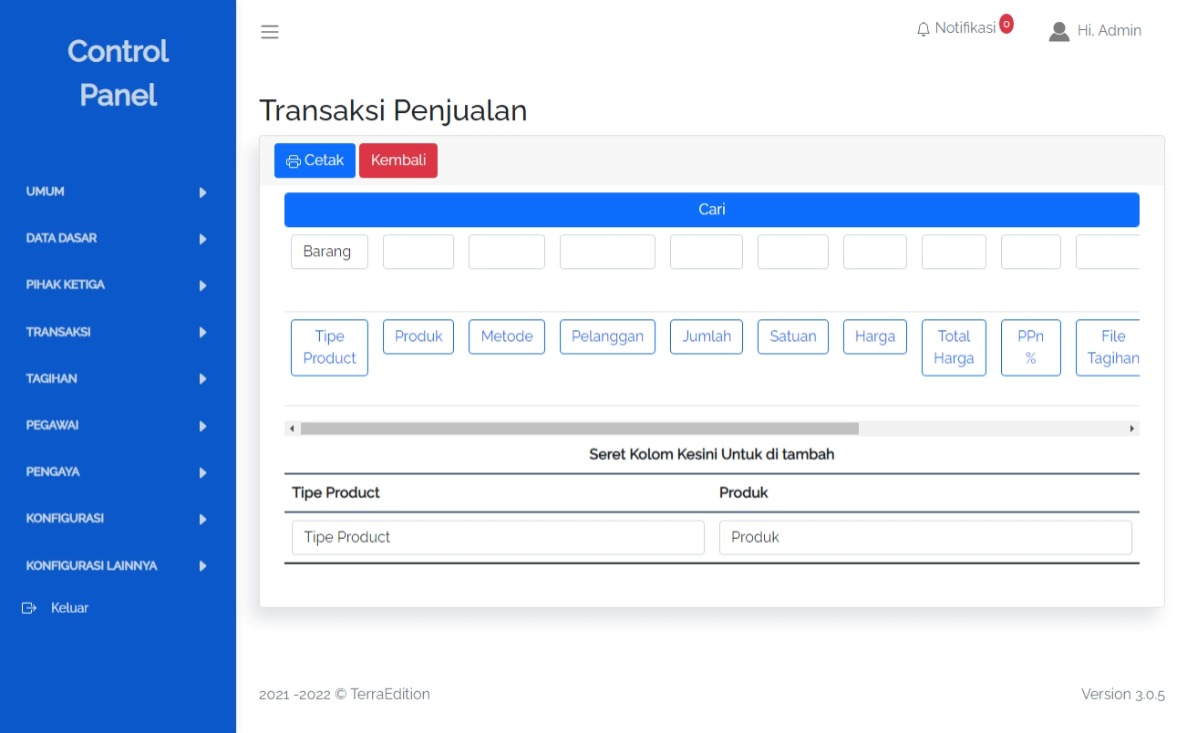 Control
Panel
UMUM
DATA DASAR
PIHAK KETIGA
TRANSAKSI
TAGIHAN
PEGAWAI
PENGAYA
KONFIGURASI
KONFIGURASI LAINNYA
Keluar
Notifikasi 0
Hi, Admin
Transaksi Penjualan
Cetak Kembali
Cari
Barang
Tipe Product Produk Metode Pelanggan Jumlah Satuan Harga Total Harga PPn % File Tagihan
Seret Kolom Kesini Untuk di tambah
Tipe Product Produk
Tipe Product Produk
2021 -2022 © TerraEdition Version 3.0.5